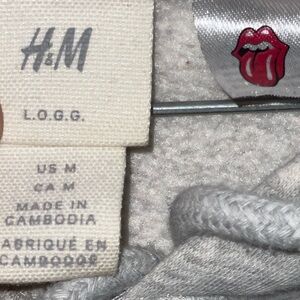 H&M
L.O.G.G.
US M
CA M
MADE IN
CAMBODIA
FABRIQUÉ EN
CAMBODGE